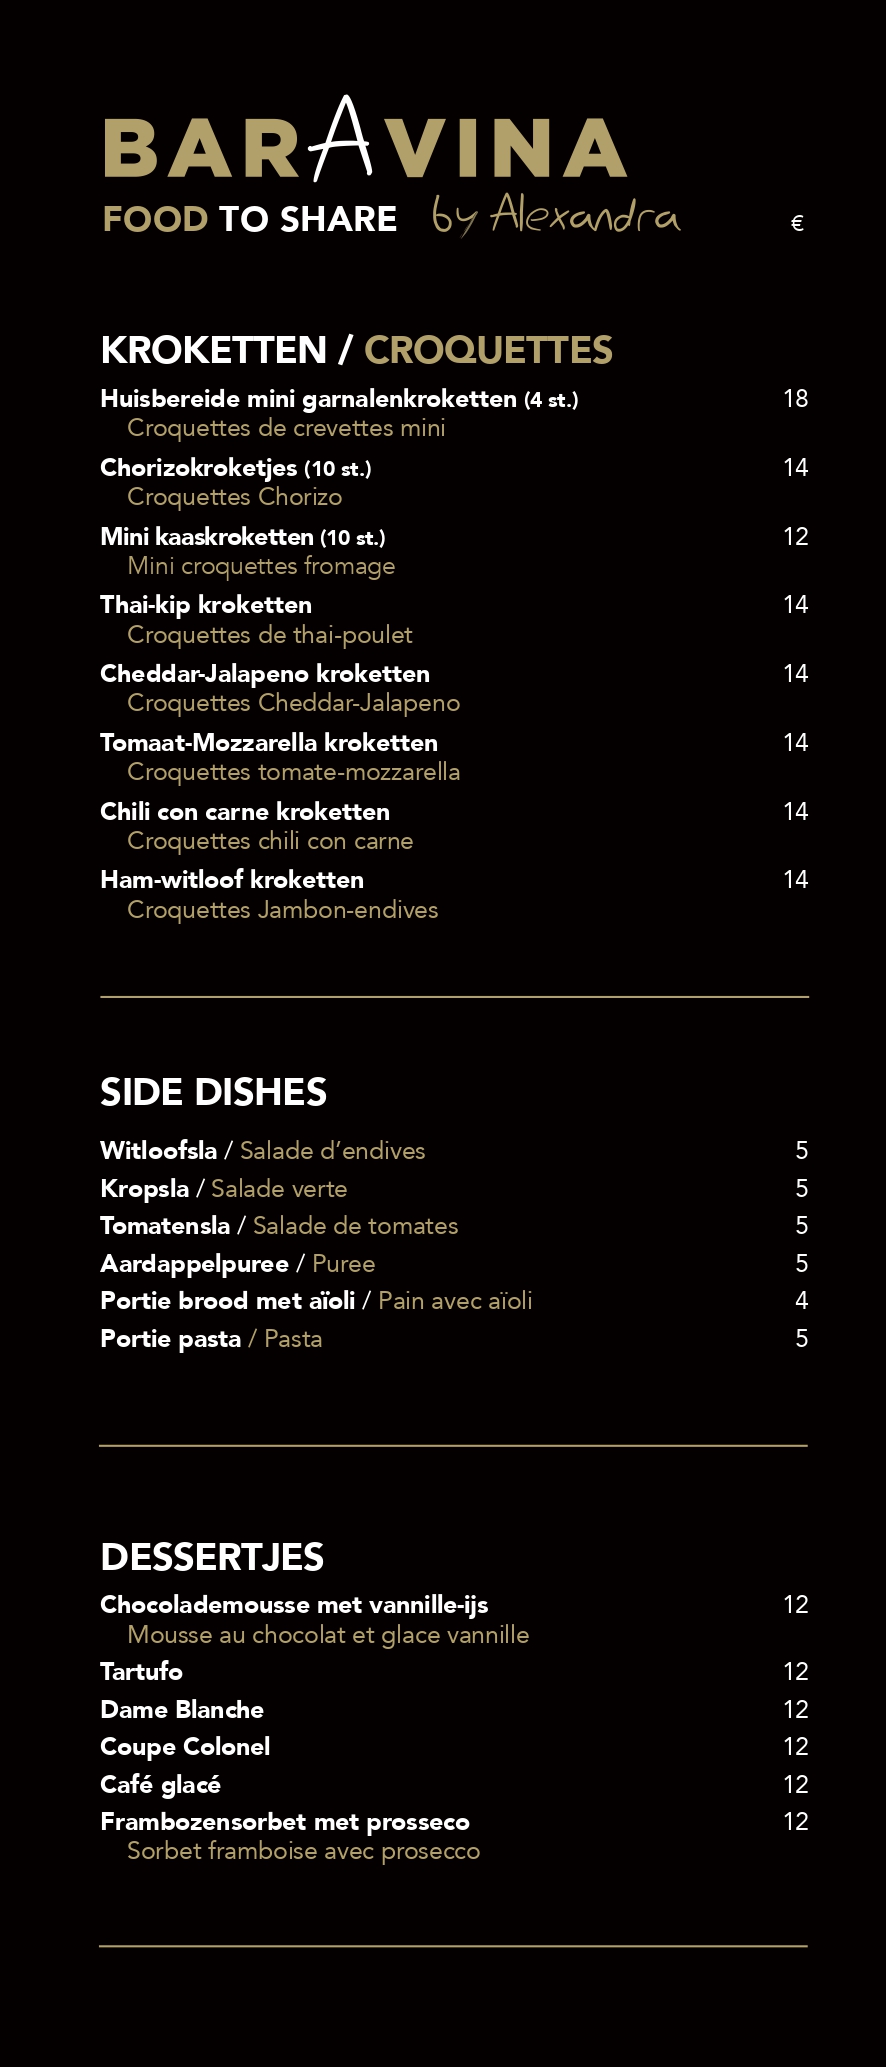 BARAVINA
FOOD TO SHARE by Alexandra €
KROKETTEN / CROQUETTES
Huisbereide mini garnalenkroketten (4 st.) 18
Croquettes de crevettes mini
Chorizokroketjes (10 st.) 14
Croquettes Chorizo
Mini kaaskroketten (10 st.) 12
Mini croquettes fromage
Thai-kip kroketten 14
Croquettes de thai-poulet
Cheddar-Jalapeno kroketten 14
Croquettes Cheddar-Jalapeno
Tomaat-Mozzarella kroketten 14
Croquettes tomate-mozzarella
Chili con carne kroketten 14
Croquettes chili con carne
Ham-witloof kroketten 14
Croquettes Jambon-endives
SIDE DISHES
Witloofsla / Salade d’endives 5
Kropsla / Salade verte 5
Tomatensla / Salade de tomates 5
Aardappelpuree / Puree 5
Portie brood met aïoli / Pain avec aïoli 4
Portie pasta / Pasta 5
DESSERTJES
Chocolademousse met vannille-ijs 12
Mousse au chocolat et glace vannille
Tartufo 12
Dame Blanche 12
Coupe Colonel 12
Café glacé 12
Frambozensorbet met prosseco 12
Sorbet framboise avec prosecco